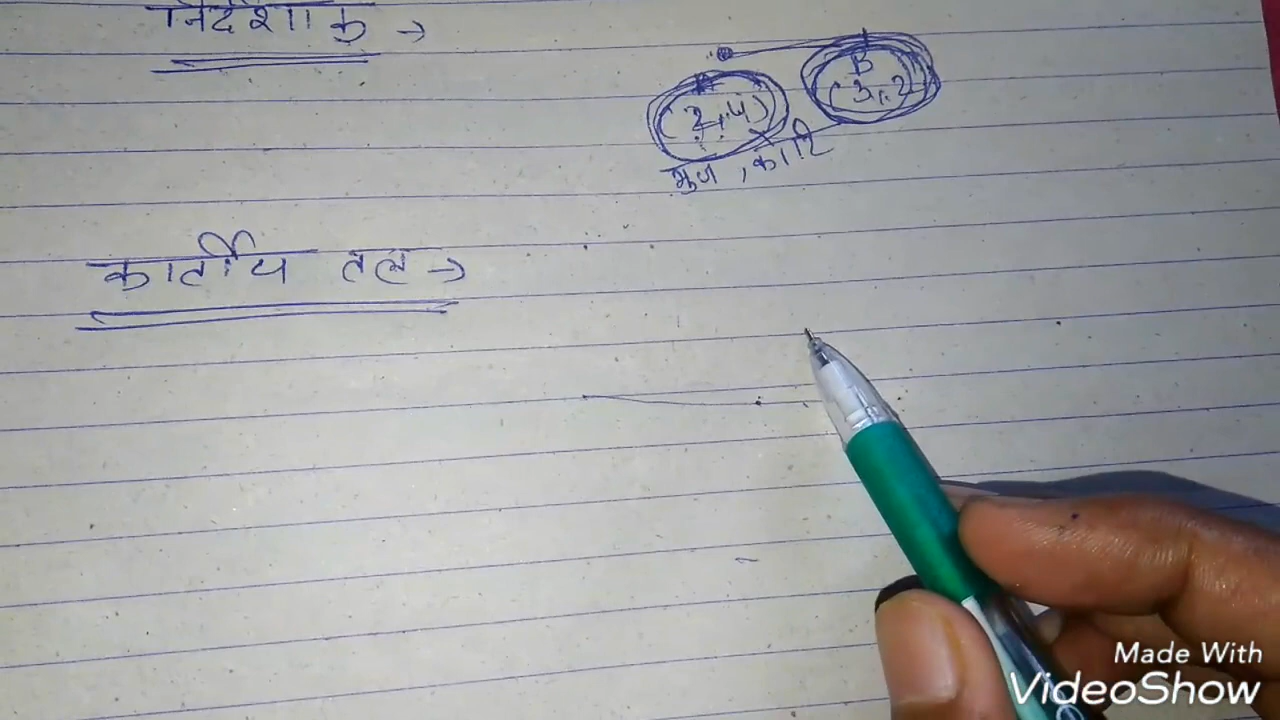 निर्देशांक →
B
(3, 2
(2, 4)
भुज, कोटि
कार्तीय तल →
Made With
VideoShow